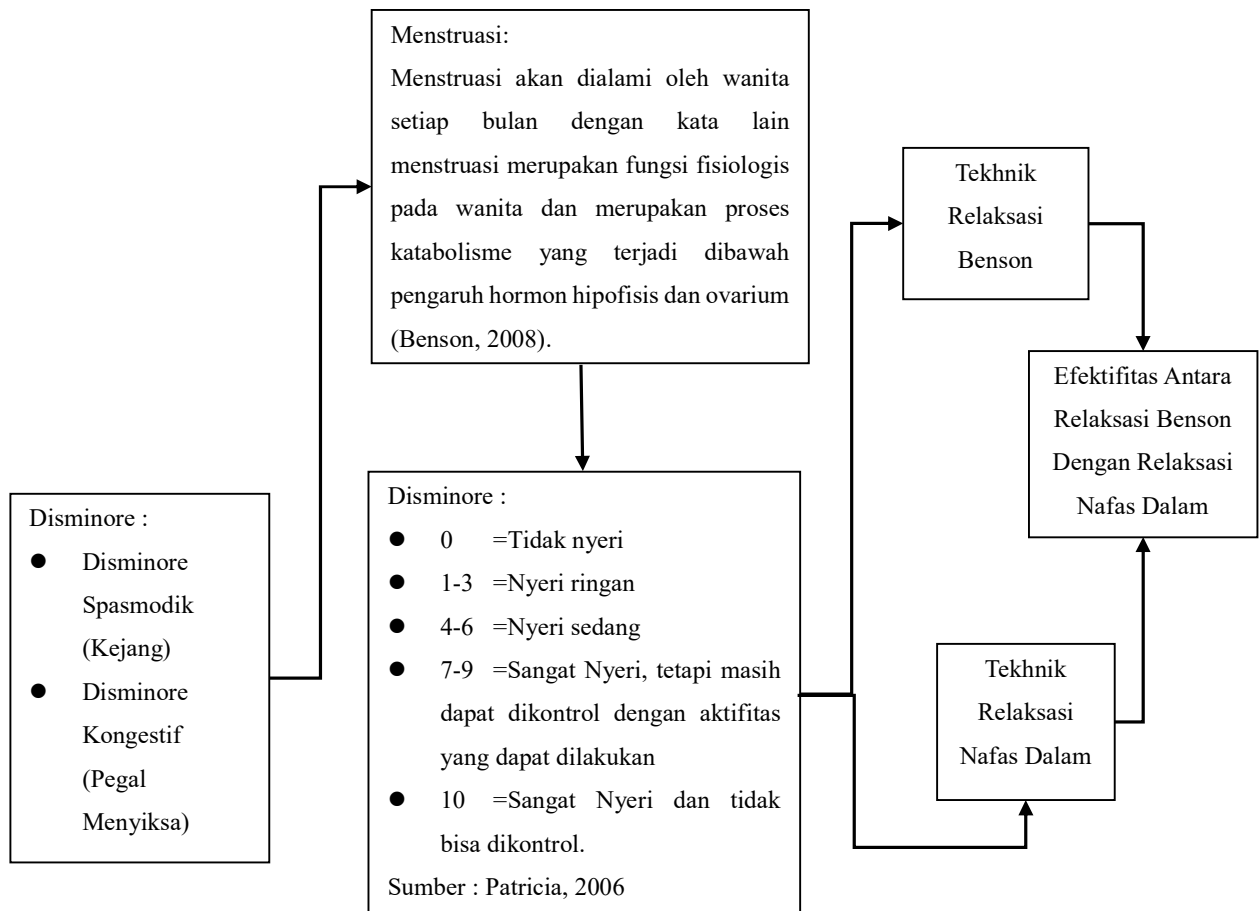 Menstruasi:
Menstruasi akan dialami oleh wanita
setiap bulan dengan kata lain
menstruasi merupakan fungsi fisiologis
pada wanita dan merupakan proses
katabolisme yang terjadi dibawah
pengaruh hormon hipofisis dan ovarium
(Benson, 2008).
Tekhnik
Relaksasi
Benson
Efektifitas Antara
Relaksasi Benson
Dengan Relaksasi
Nafas Dalam
Disminore :
● Disminore
Spasmodik
(Kejang)
● Disminore
Kongestif
(Pegal
Menyiksa)
Disminore :
● 0 =Tidak nyeri
● 1-3 =Nyeri ringan
● 4-6 =Nyeri sedang
● 7-9 =Sangat Nyeri, tetapi masih
dapat dikontrol dengan aktifitas
yang dapat dilakukan
● 10 =Sangat Nyeri dan tidak
bisa dikontrol.
Sumber : Patricia, 2006
Tekhnik
Relaksasi
Nafas Dalam